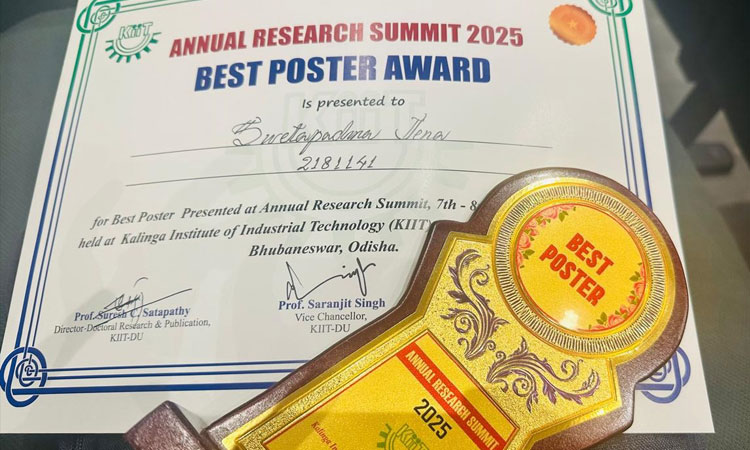 KiiT
ANNUAL RESEARCH SUMMIT 2025
BEST POSTER AWARD
Is presented to
Swetapadma Jena
2181141
for Best Poster Presented at Annual Research Summit, 7th - 8
held at Kalinga Institute of Industrial Technology (KIIT)
Bhubaneswar, Odisha.
Prof. Suresh C. Satapathy
Director-Doctoral Research & Publication,
KIIT-DU
Prof. Saranjit Singh
Vice Chancellor,
KIIT-DU
BEST
POSTER
ANNUAL RESEARCH SUMMIT
2025
KiiT
Kalinga